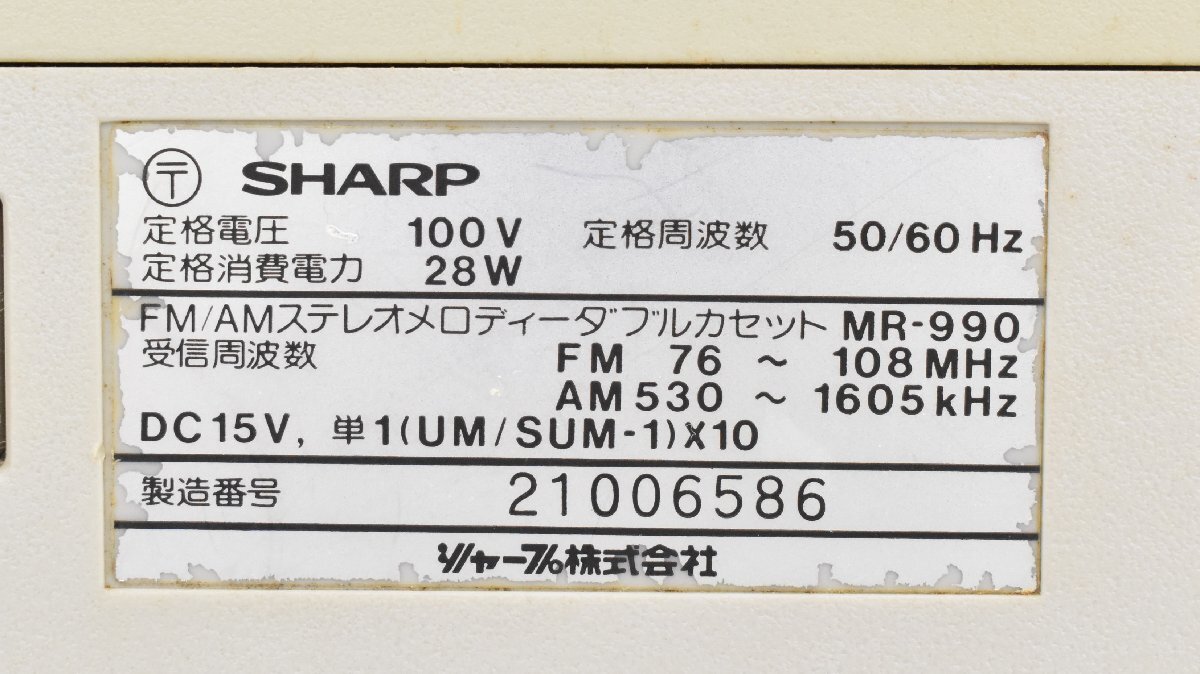 〒 SHARP
定格電圧 100V 定格周波数 50/60Hz
定格消費電力 28W
FM/AMステレオメロディーダブルカセット MR-990
受信周波数 FM 76 ～ 108MHz
AM530 ～ 1605kHz
DC15V, 単1(UM/SUM-1)X10
製造番号 21006586
シャープ株式会社